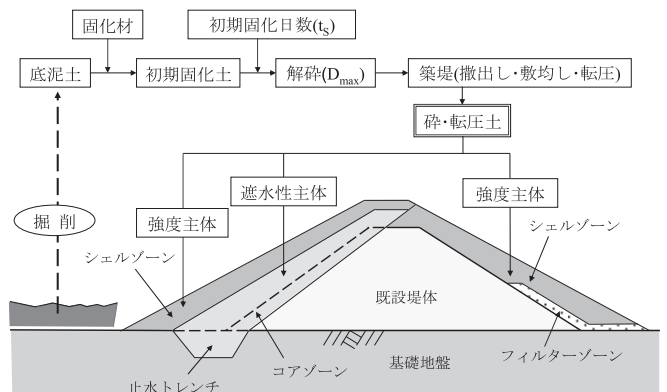 固化材
初期固化日数(tS)
底泥土
初期固化土
解砕(Dmax)
築堤(撒出し・敷均し・転圧)
砕・転圧土
遮水性主体
強度主体
強度主体
掘 削
シェルゾーン
シェルゾーン
既設堤体
コアゾーン
基礎地盤
フィルターゾーン
止水トレンチ